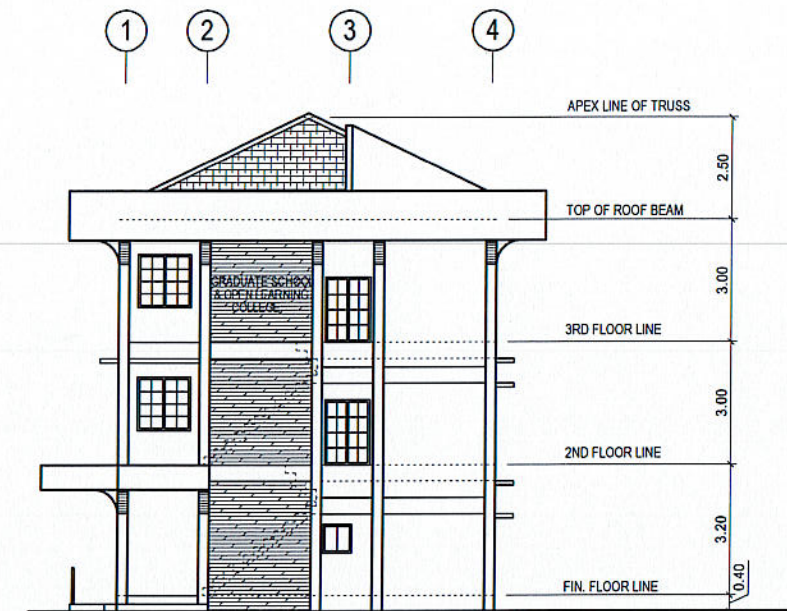 1 2 3 4
APEX LINE OF TRUSS
2.50
TOP OF ROOF BEAM
3.00
GRADUATE SCHOOL
& OPEN LEARNING
COLLEGE
3RD FLOOR LINE
3.00
2ND FLOOR LINE
3.20
FIN. FLOOR LINE
0.40